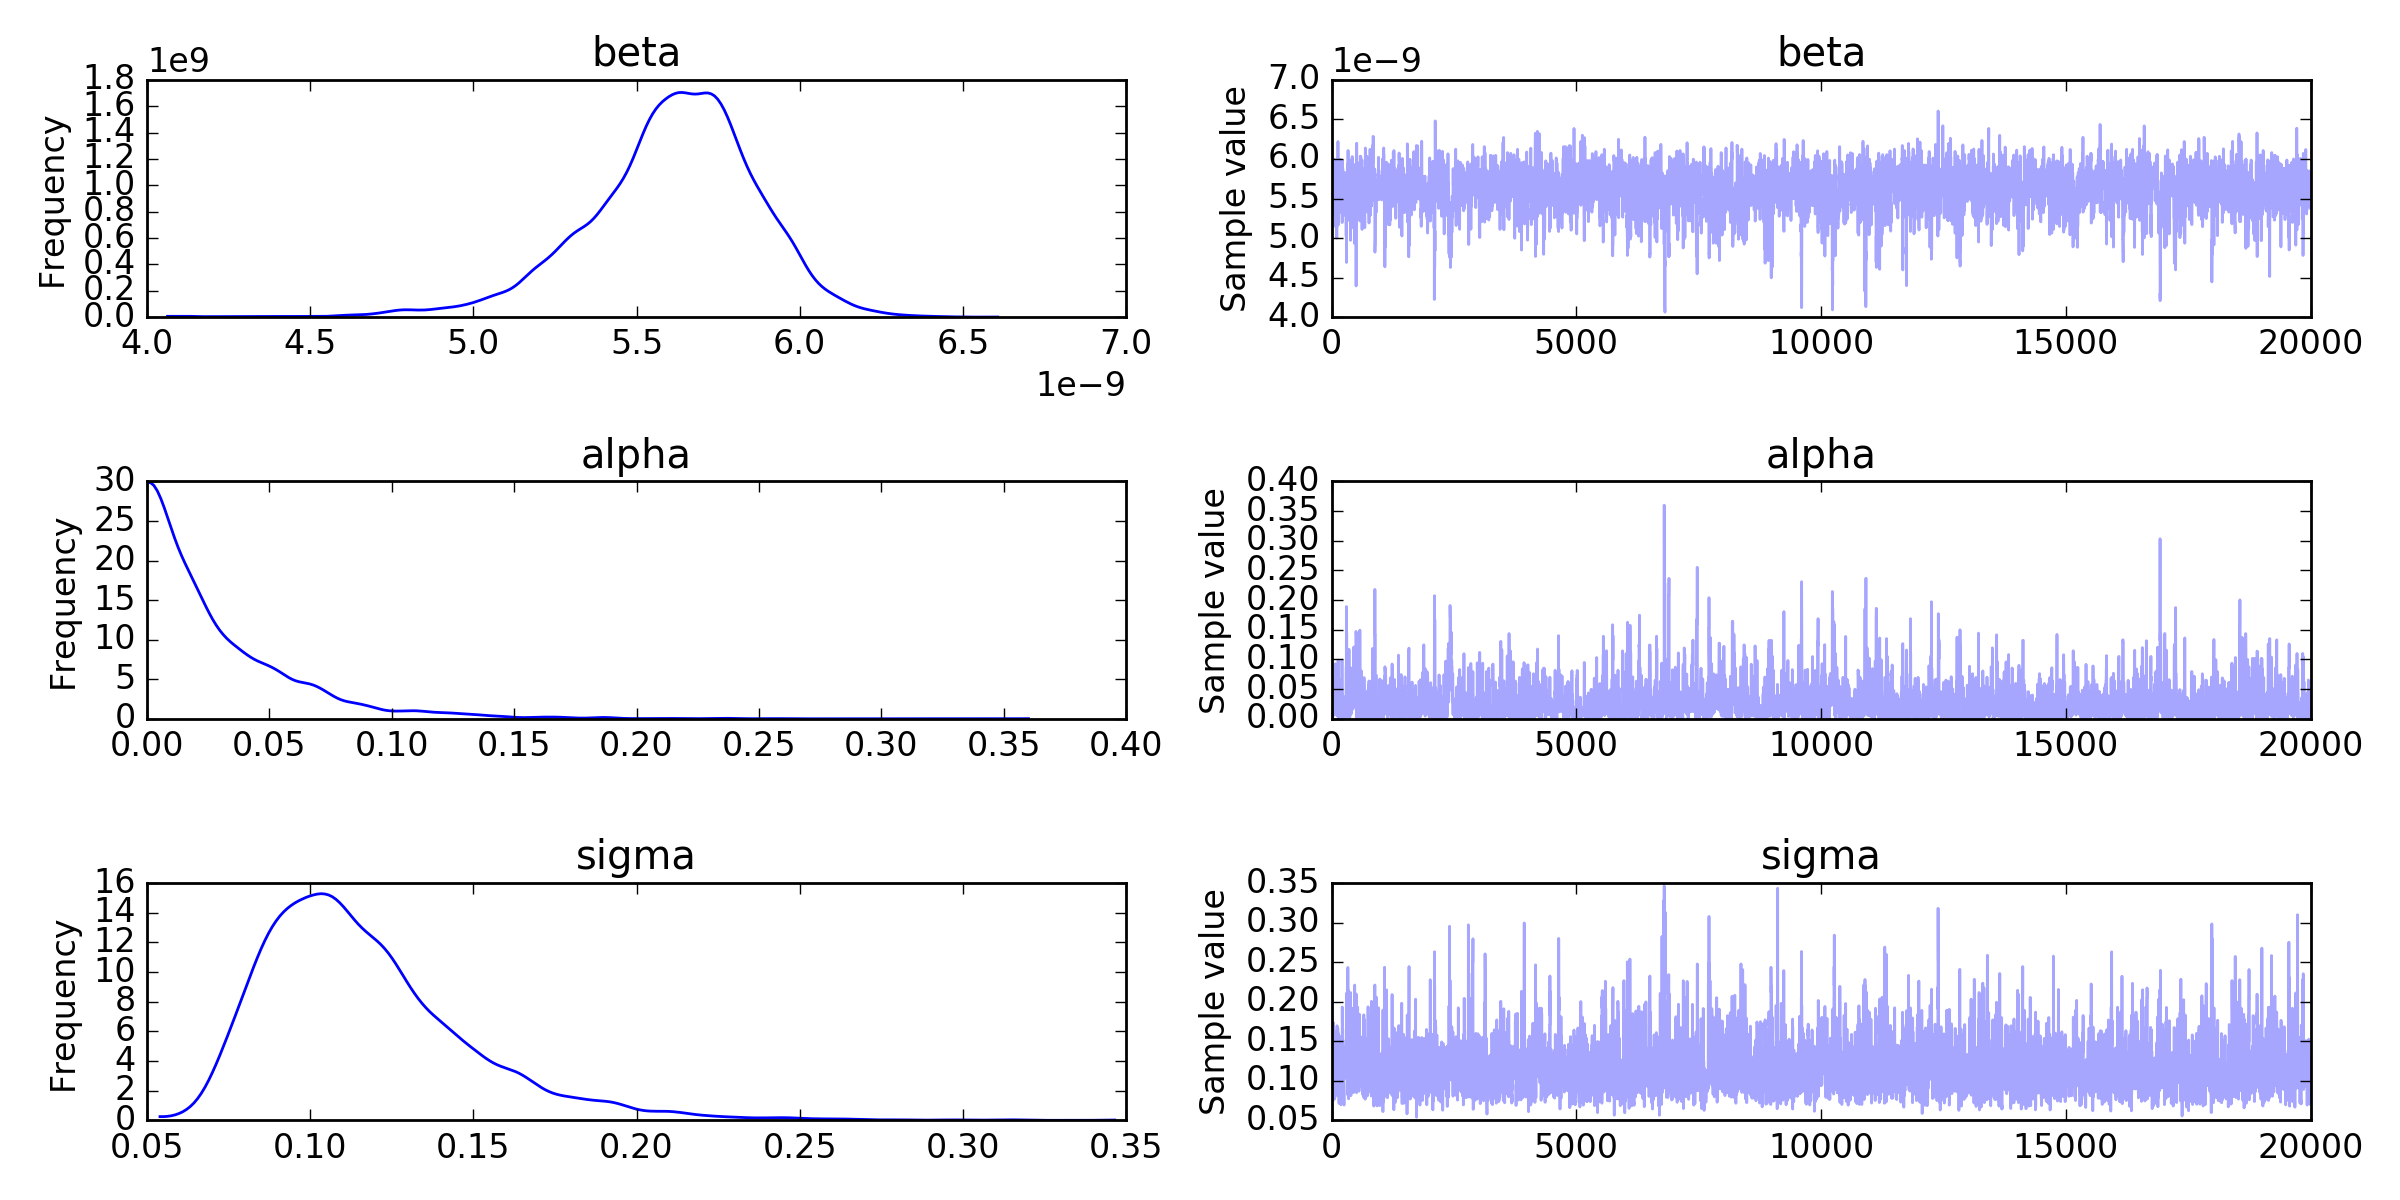 beta
1e9
Frequency
1.8
1.6
1.4
1.2
1.0
0.8
0.6
0.4
0.2
0.0
4.0 4.5 5.0 5.5 6.0 6.5 7.0
1e−9
beta
1e−9
Sample value
7.0
6.5
6.0
5.5
5.0
4.5
4.0
0 5000 10000 15000 20000
alpha
Frequency
30
25
20
15
10
5
0
0.00 0.05 0.10 0.15 0.20 0.25 0.30 0.35 0.40
alpha
Sample value
0.40
0.35
0.30
0.25
0.20
0.15
0.10
0.05
0.00
0 5000 10000 15000 20000
sigma
Frequency
16
14
12
10
8
6
4
2
0
0.05 0.10 0.15 0.20 0.25 0.30 0.35
sigma
Sample value
0.35
0.30
0.25
0.20
0.15
0.10
0.05
0 5000 10000 15000 20000